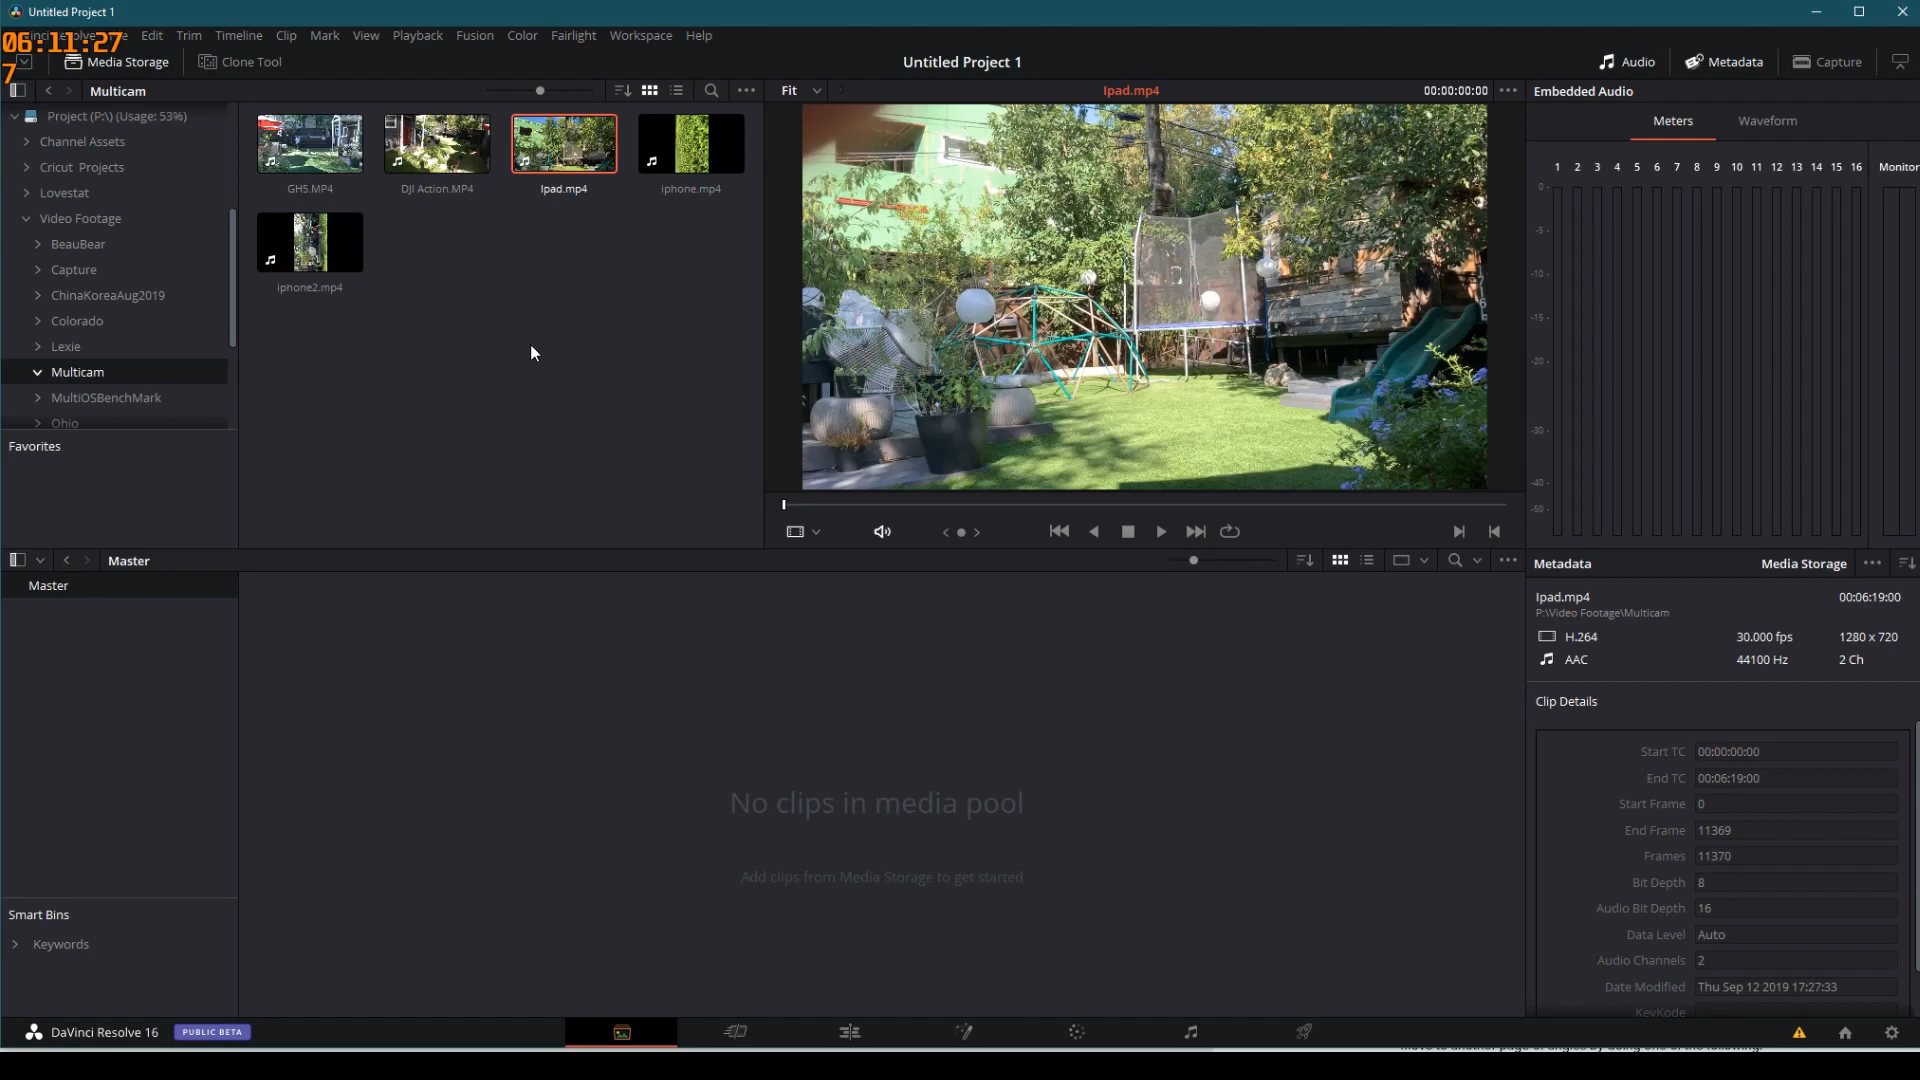 Untitled Project 1
06:11:27
7
Edit Trim Timeline Clip Mark View Playback Fusion Color Fairlight Workspace Help
Media Storage Clone Tool Untitled Project 1 Audio Metadata Capture
Multicam Fit Ipad.mp4 00:00:00:00 Embedded Audio
Meters Waveform
Project (P:\) (Usage: 53%)
Channel Assets
Cricut Projects
Lovestat
Video Footage
BeauBear
Capture
ChinaKoreaAug2019
Colorado
Lexie
Multicam
MultiOSBenchMark
Ohio
Favorites
GH5.MP4 DJI Action.MP4 Ipad.mp4 iphone.mp4
iphone2.mp4
1 2 3 4 5 6 7 8 9 10 11 12 13 14 15 16 Monitor
0
-5
-10
-15
-20
-30
-40
-50
Master
Master
No clips in media pool
Add clips from Media Storage to get started
Smart Bins
Keywords
Metadata Media Storage
Ipad.mp4 00:06:19:00
P:\Video Footage\Multicam
H.264 30.000 fps 1280 x 720
AAC 44100 Hz 2 Ch
Clip Details
Start TC 00:00:00:00
End TC 00:06:19:00
Start Frame 0
End Frame 11369
Frames 11370
Bit Depth 8
Audio Bit Depth 16
Data Level Auto
Audio Channels 2
Date Modified Thu Sep 12 2019 17:27:33
KeyKode
DaVinci Resolve 16 PUBLIC BETA